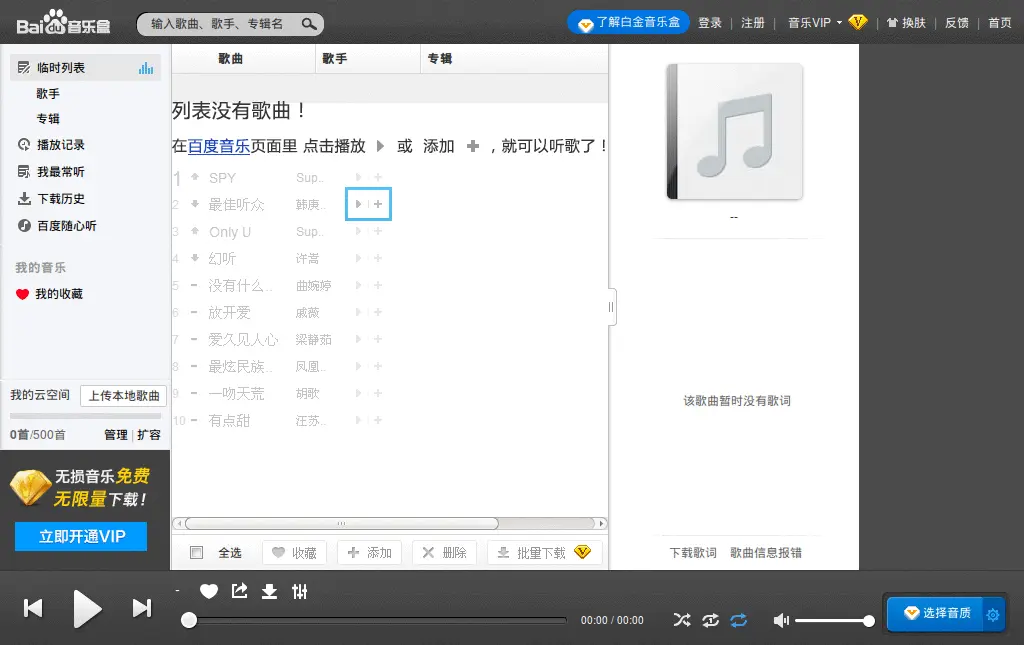 Bai du 音乐盒
输入歌曲、歌手、专辑名
了解白金音乐盒 登录 | 注册 | 音乐VIP | 换肤 | 反馈 | 首页
临时列表
歌手
专辑
播放记录
我最常听
下载历史
百度随心听
我的音乐
我的收藏
我的云空间 上传本地歌曲
0首/500首 管理 | 扩容
无损音乐免费
无限量下载!
立即开通VIP
歌曲 歌手 专辑
列表没有歌曲！
在百度音乐页面里 点击播放 或 添加 ，就可以听歌了！
1 SPY Sup..
2 最佳听众 韩庚..
3 Only U Sup..
4 幻听 许嵩
5 没有什么.. 曲婉婷
6 放开爱 戚薇
7 爱久见人心 梁静茹
8 最炫民族.. 凤凰..
9 一吻天荒 胡歌
10 有点甜 汪苏..
全选 收藏 添加 删除 批量下载
--
该歌曲暂时没有歌词
下载歌词 歌曲信息报错
-
00:00 / 00:00
选择音质